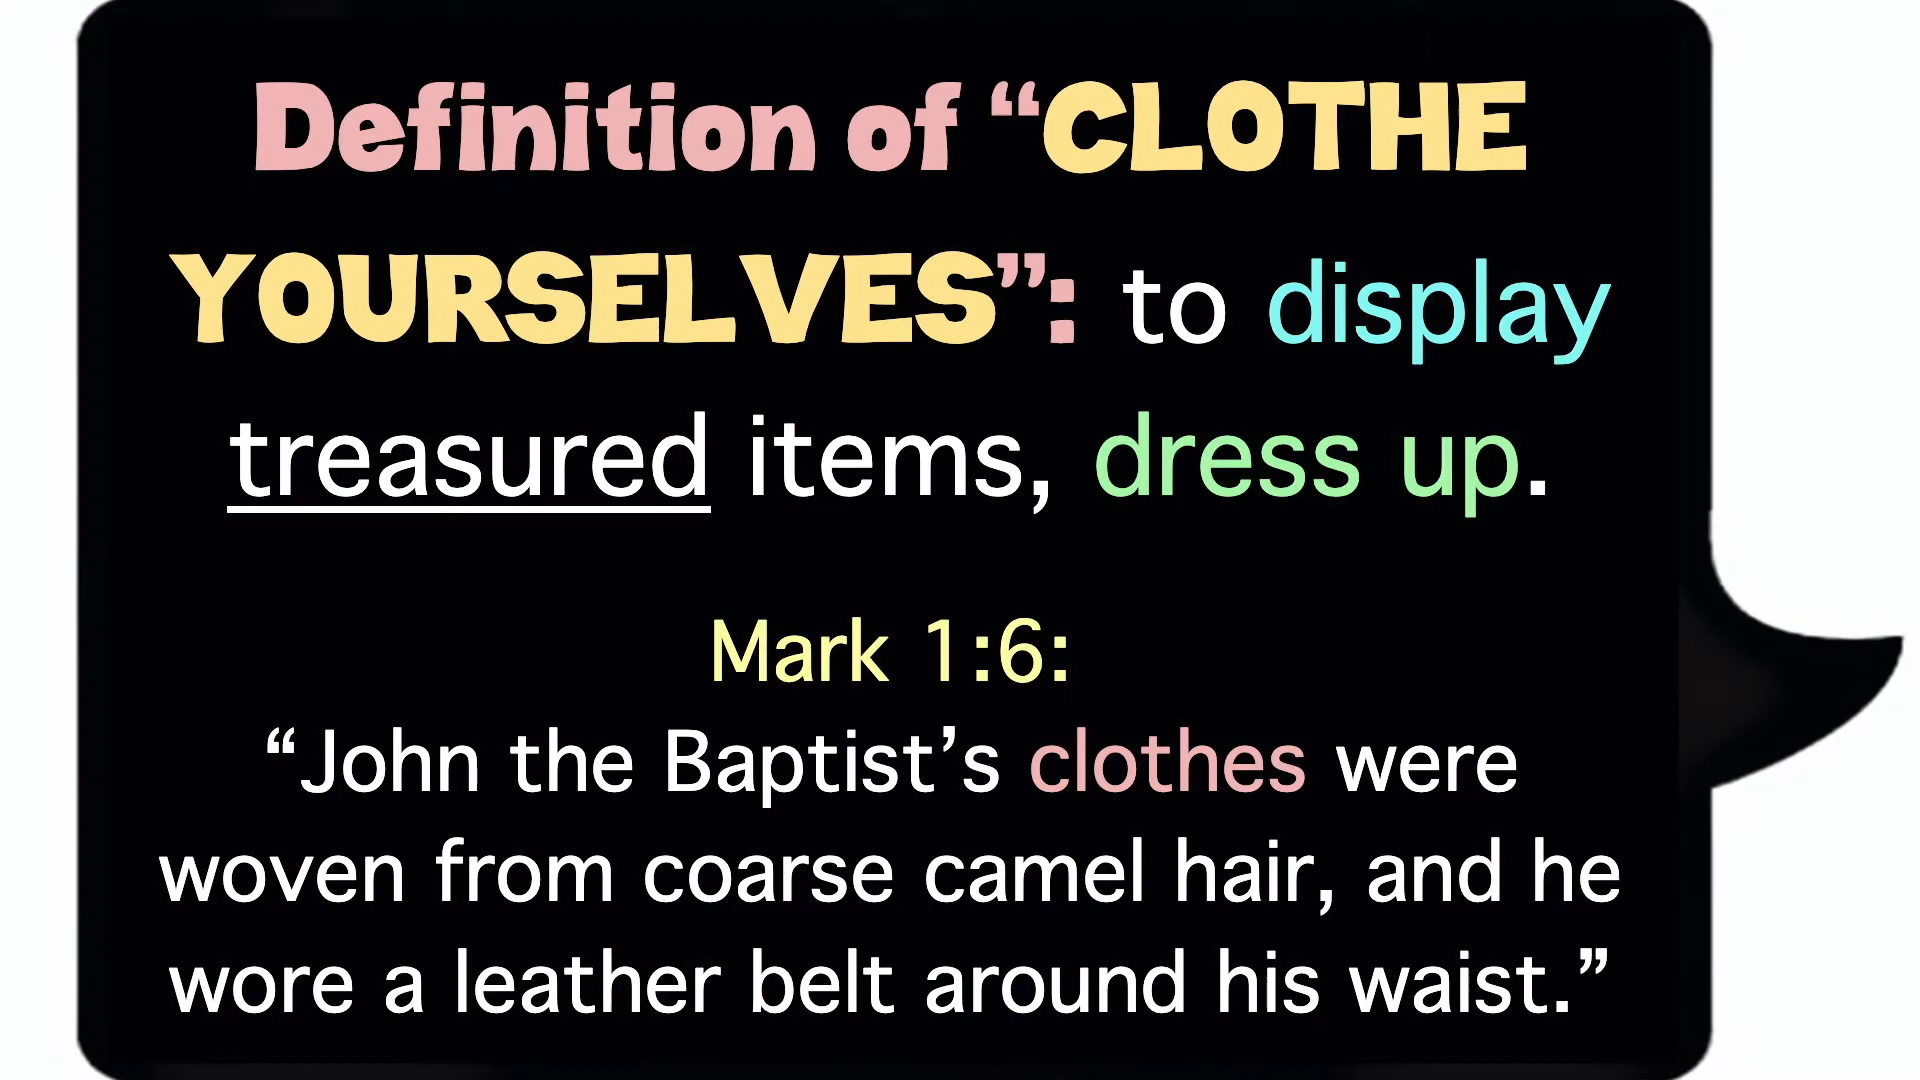 Definition of “CLOTHE
YOURSELVES”: to display
treasured items, dress up.
Mark 1:6:
“John the Baptist’s clothes were
woven from coarse camel hair, and he
wore a leather belt around his waist.”